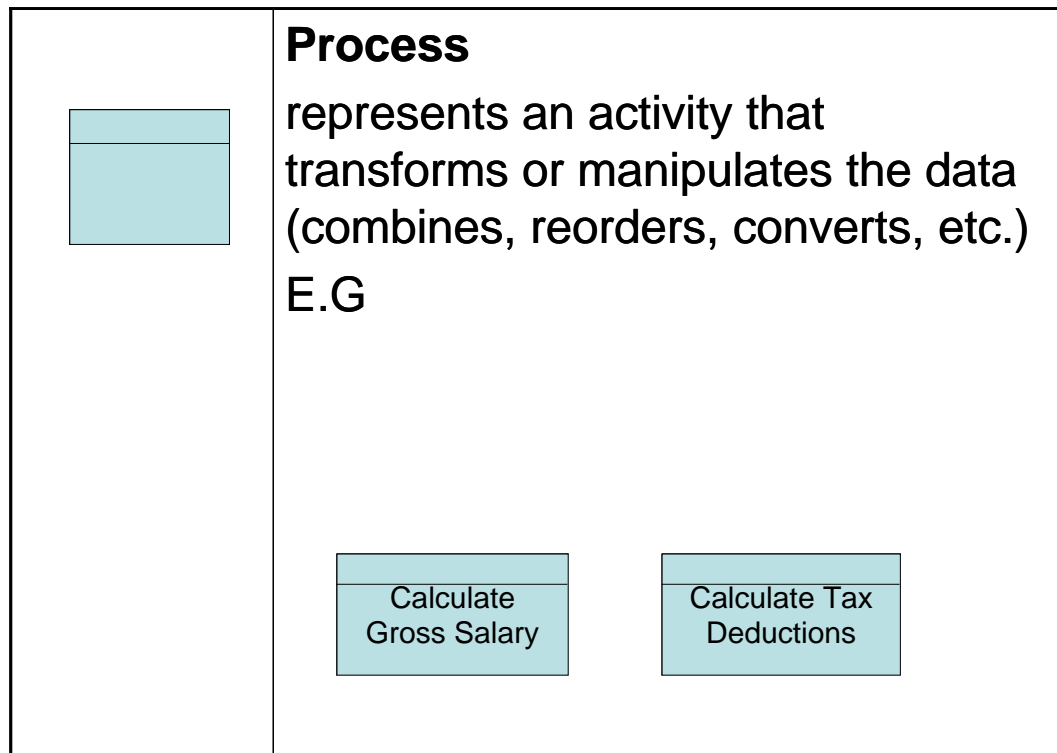 Process
represents an activity that
transforms or manipulates the data
(combines, reorders, converts, etc.)
E.G
Calculate
Gross Salary
Calculate Tax
Deductions